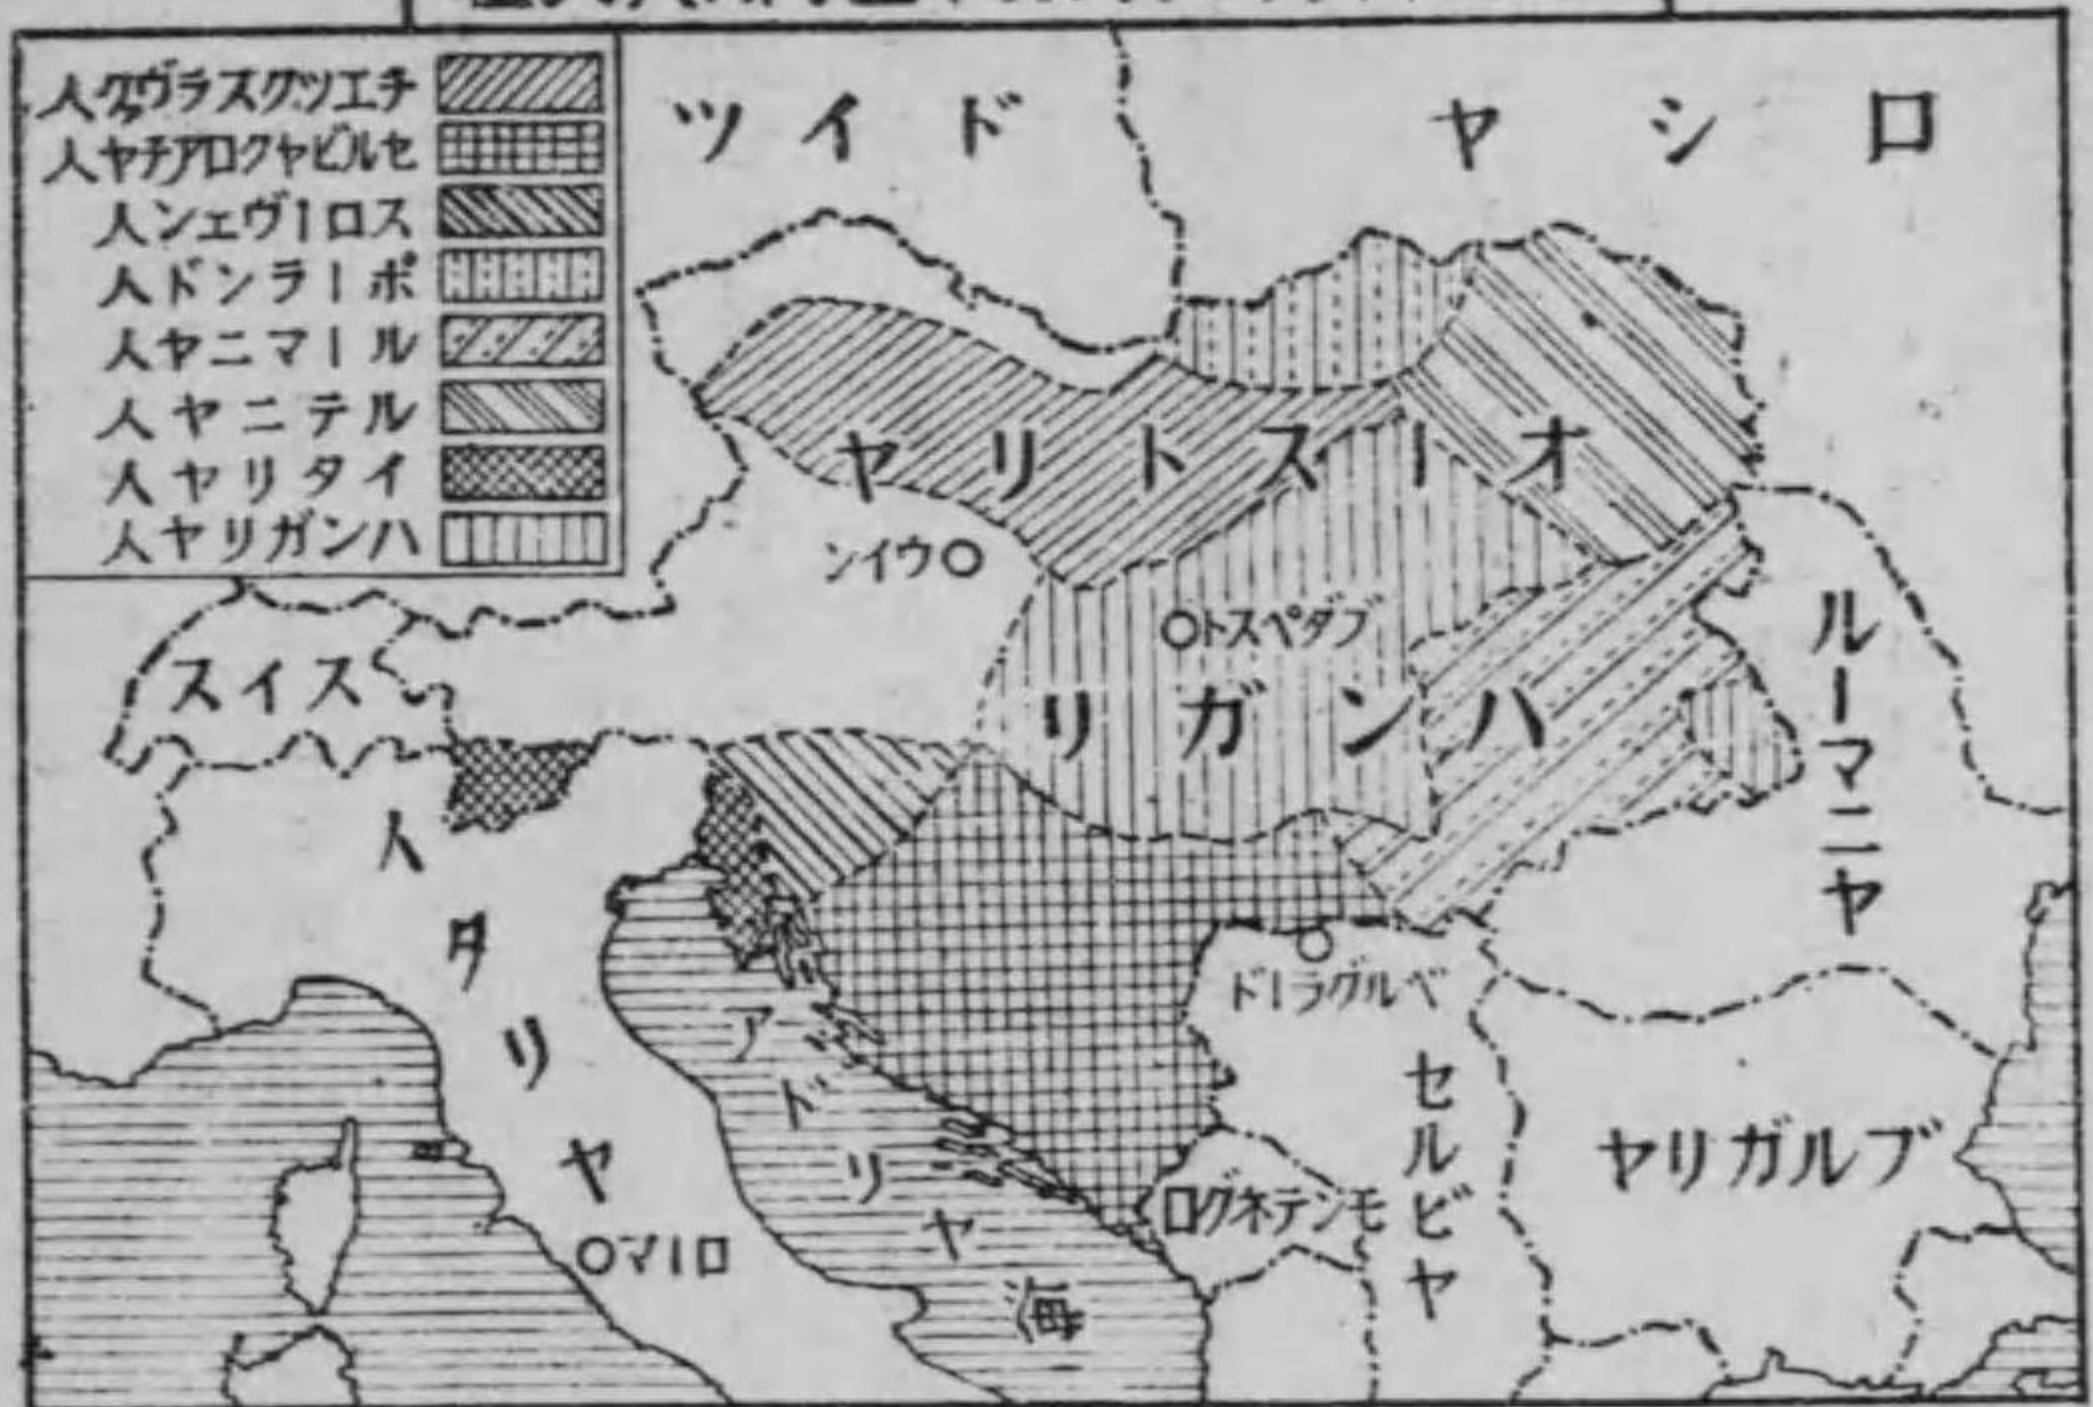 チエツクスラヴク人
セルビヤクロアチヤ人
スローヴェン人
ポーランド人
ルーマニヤ人
ルテニヤ人
イタリヤ人
ハンガリヤ人
ロシヤ
ドイツ
オーストリヤ
ウイン
ブダペスト
ハンガリ
ルーマニヤ
スイス
イタリヤ
ベルグラード
アドリヤ海
セルビヤ
モンテネグロ
ブルガリヤ
ローマ